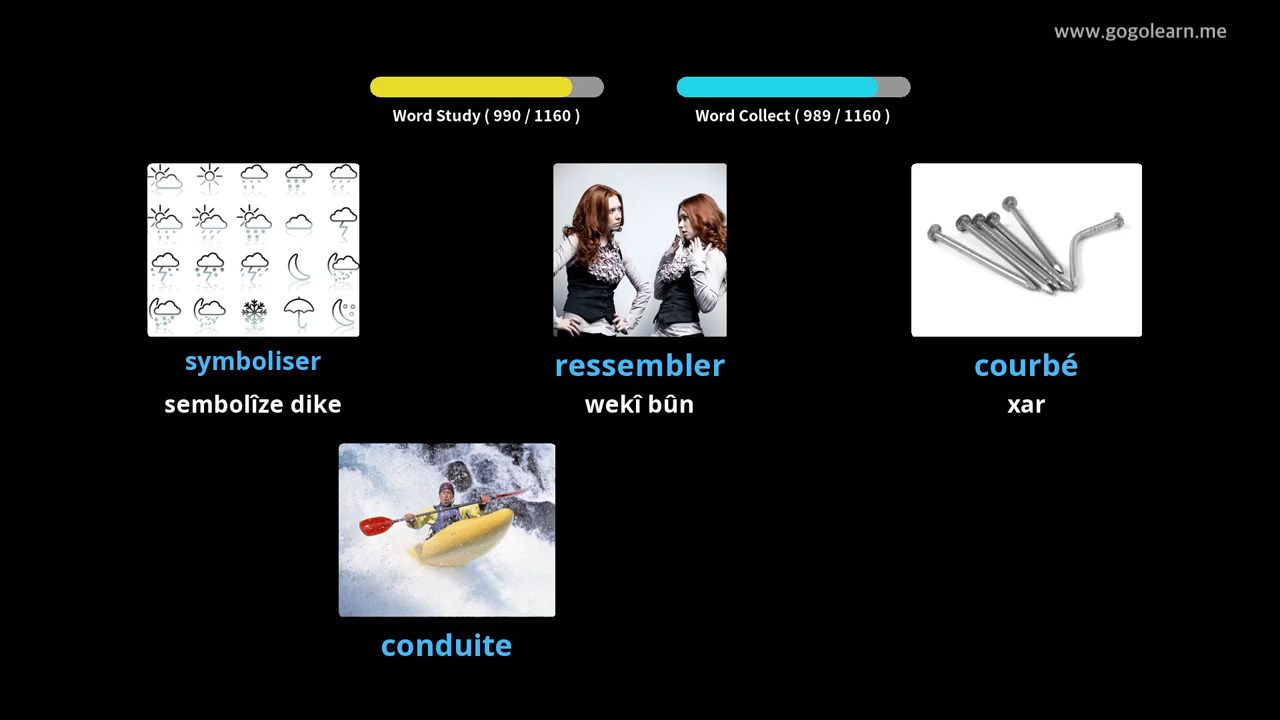 www.gogolearn.me
Word Study ( 990 / 1160 )
Word Collect ( 989 / 1160 )
symboliser
ressembler
courbé
sembolîze dike
wekî bûn
xar
conduite